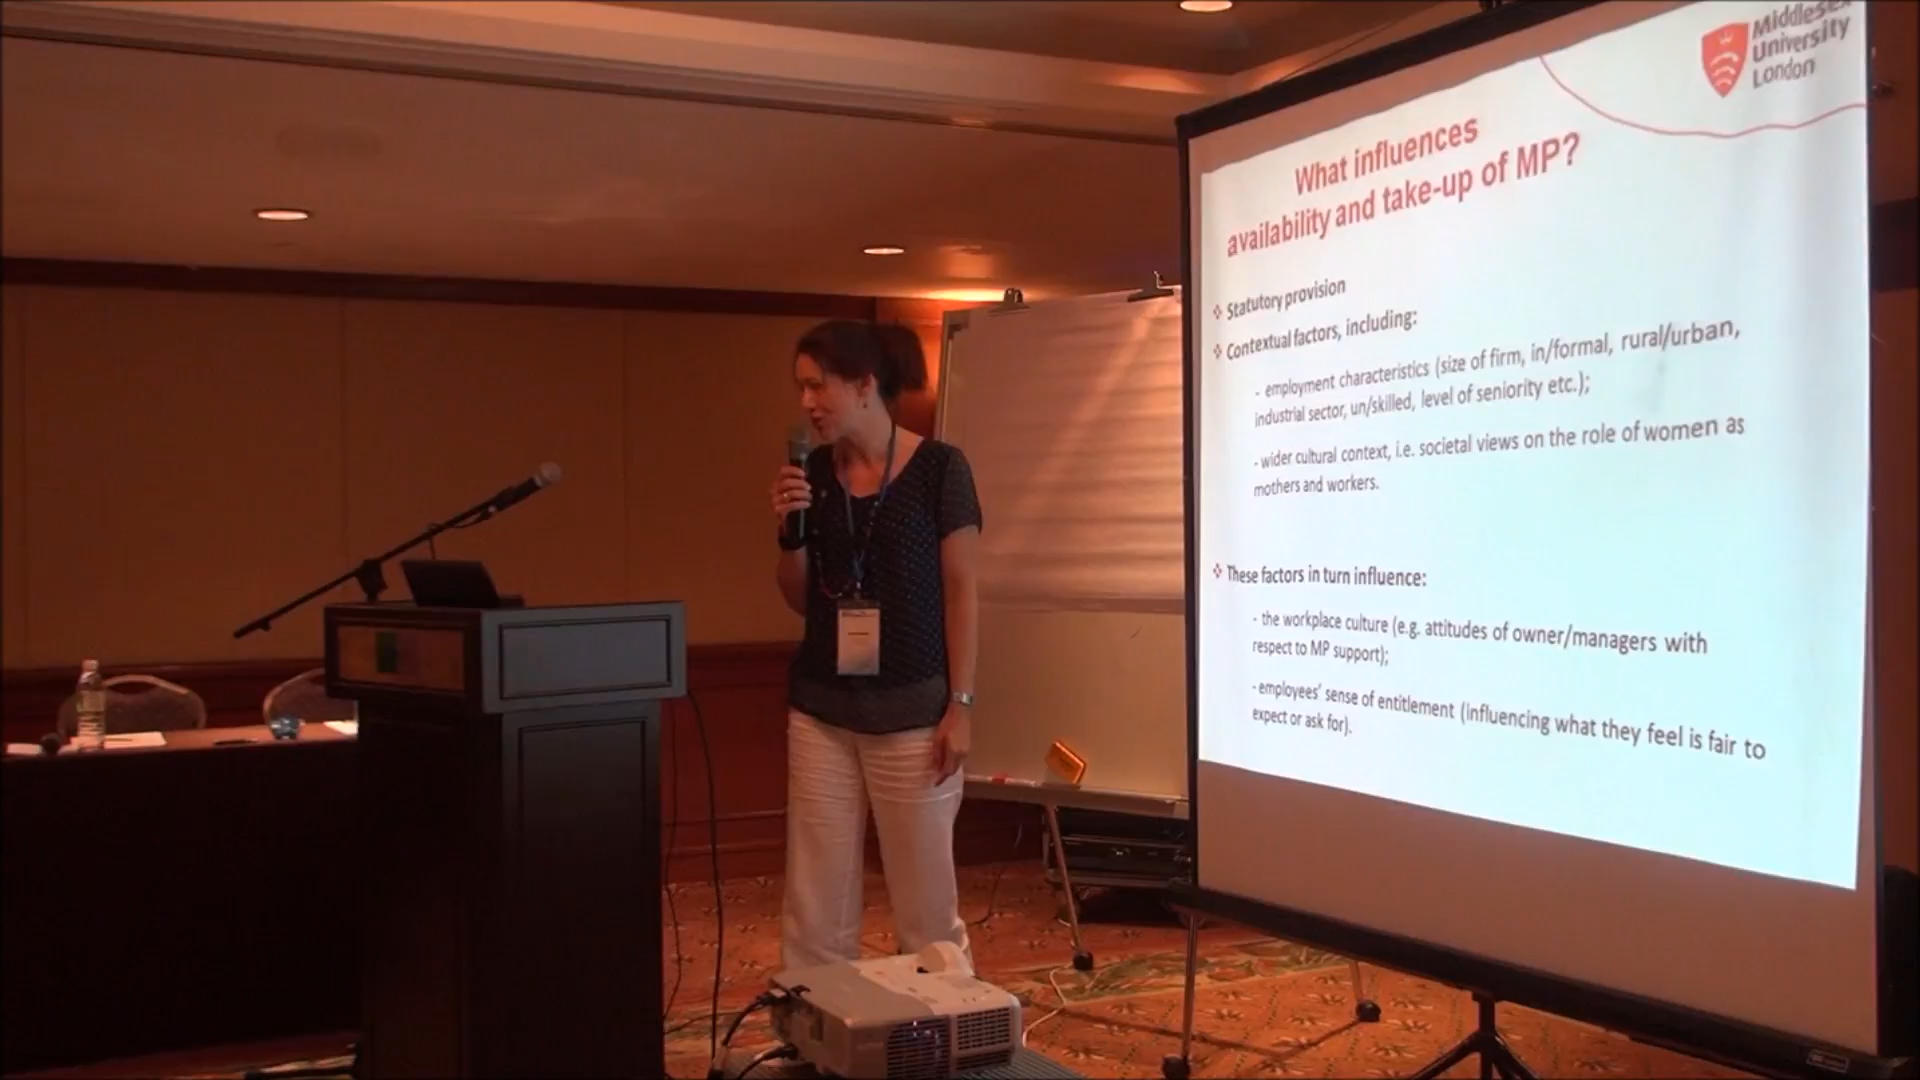 Middlesex
University
London
What influences
availability and take-up of MP?
❖ Statutory provision
❖ Contextual factors, including:
- employment characteristics (size of firm, in/formal, rural/urban,
industrial sector, un/skilled, level of seniority etc.);
- wider cultural context, i.e. societal views on the role of women as
mothers and workers.
❖ These factors in turn influence:
- the workplace culture (e.g. attitudes of owner/managers with
respect to MP support);
- employees' sense of entitlement (influencing what they feel is fair to
expect or ask for).